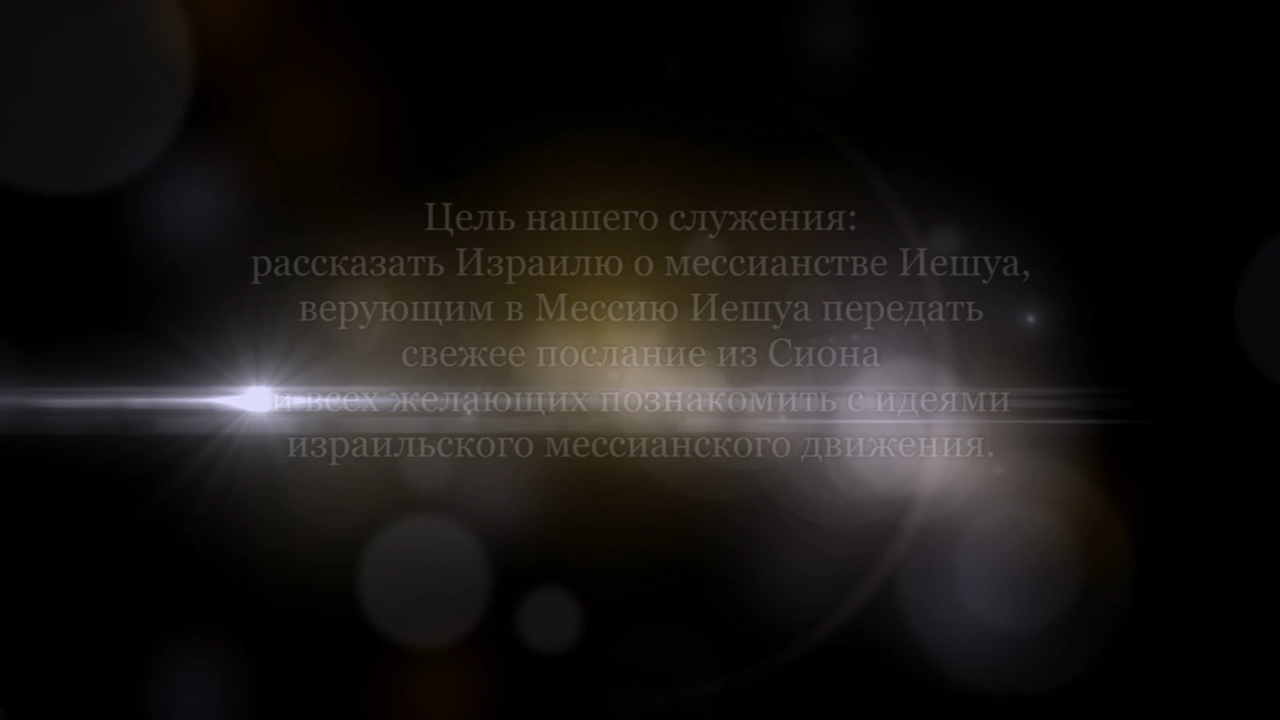 Цель нашего служения:
рассказать Израилю о мессианстве Иешуа,
верующим в Мессию Иешуа передать
свежее послание из Сиона
и всех желающих познакомить с идеями
израильского мессианского движения.